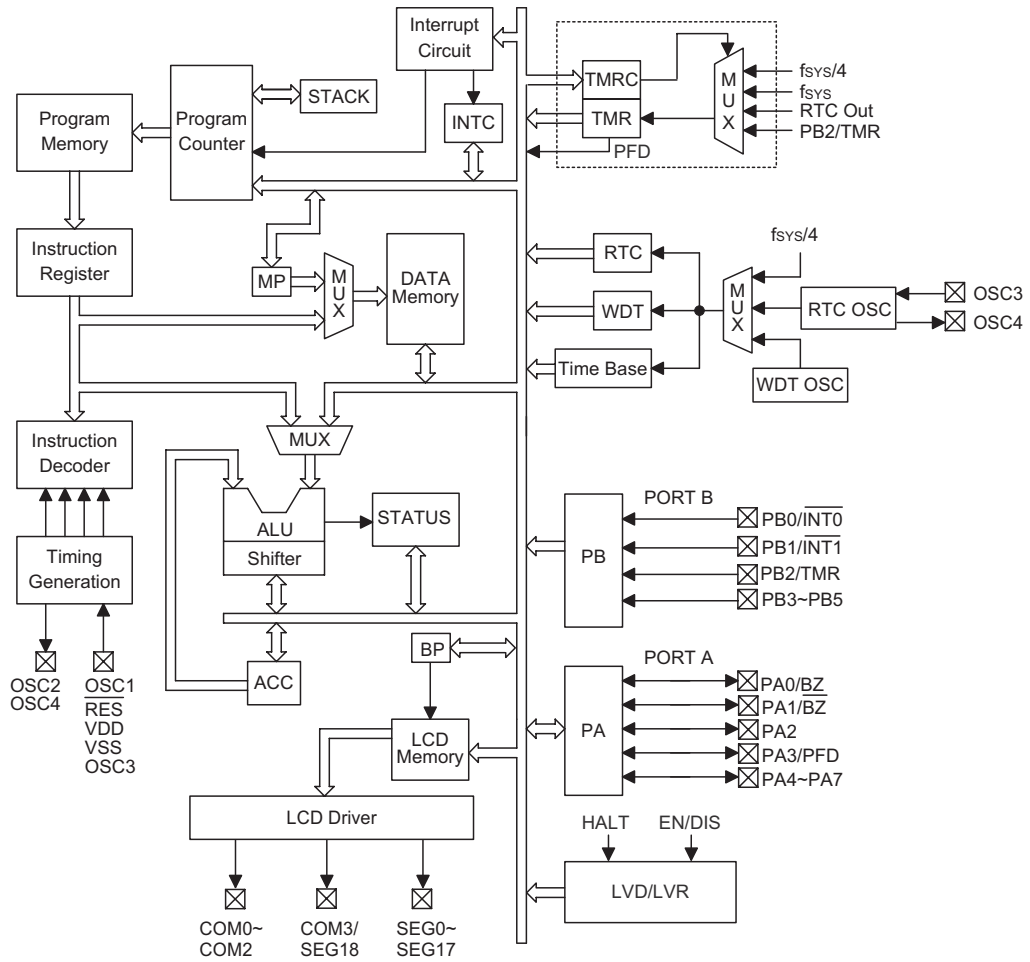 Interrupt
Circuit
STACK
INTC
Program
Memory
Program
Counter
TMRC
TMR
PFD
M
U
X
fSYS/4
fSYS
RTC Out
PB2/TMR
Instruction
Register
MP
M
U
X
DATA
Memory
RTC
WDT
Time Base
M
U
X
fSYS/4
RTC OSC
OSC3
OSC4
WDT OSC
MUX
Instruction
Decoder
ALU
Shifter
STATUS
Timing
Generation
OSC2
OSC4
OSC1
R̅E̅S̅
VDD
VSS
OSC3
ACC
BP
LCD
Memory
LCD Driver
COM0~
COM2
COM3/
SEG18
SEG0~
SEG17
PORT B
PB
PB0/I̅N̅T̅0̅
PB1/I̅N̅T̅1̅
PB2/TMR
PB3~PB5
PORT A
PA
PA0/BZ
PA1/B̅Z̅
PA2
PA3/PFD
PA4~PA7
HALT
EN/DIS
LVD/LVR